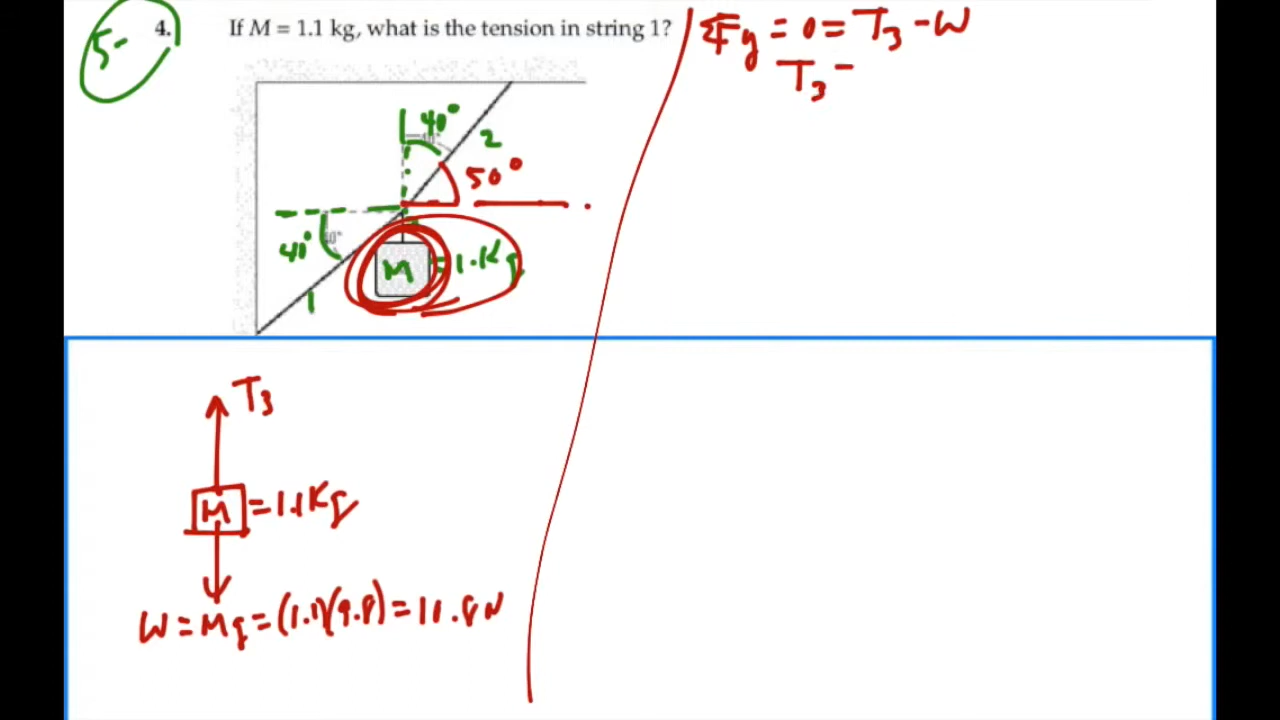 5-
4. If M = 1.1 kg, what is the tension in string 1?
ΣFy = 0 = T3 - W
T3 =
40°
2
50°
40°
M = 1.1 Kg
1
T3
M = 1.1 Kg
W = Mg = (1.1)(9.8) = 10.8 N